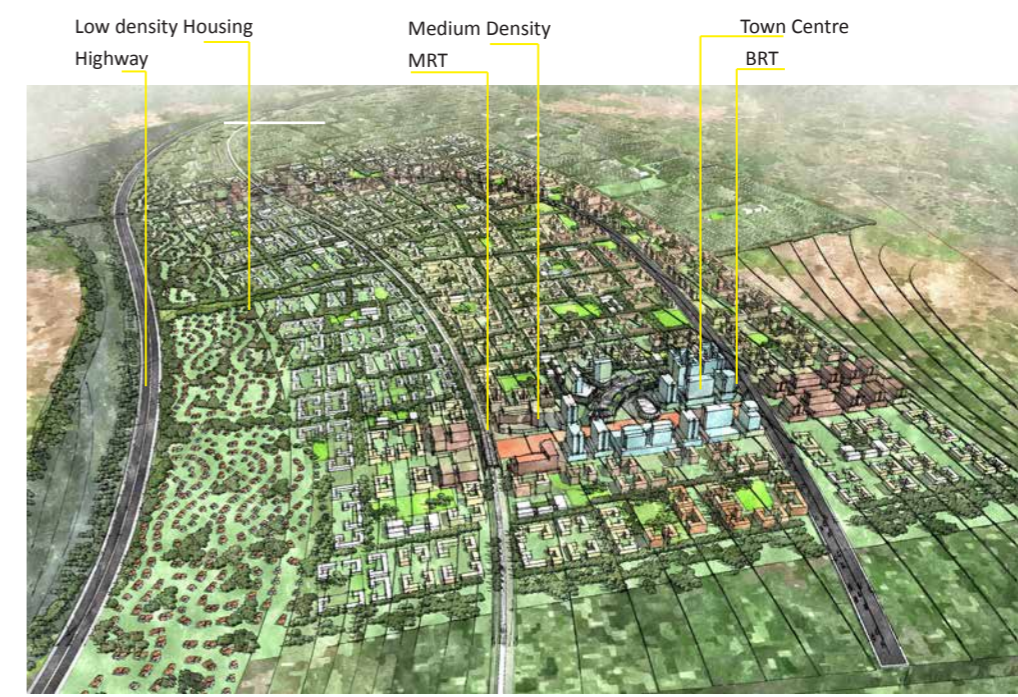 Low density Housing
Highway
Medium Density
MRT
Town Centre
BRT